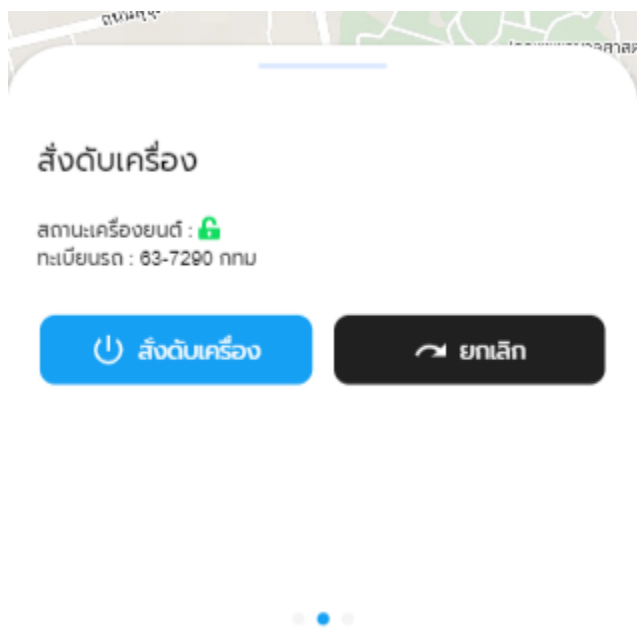 สั่งดับเครื่อง
สถานะเครื่องยนต์ :
ทะเบียนรถ : 63-7290 กทม
สั่งดับเครื่อง
ยกเลิก